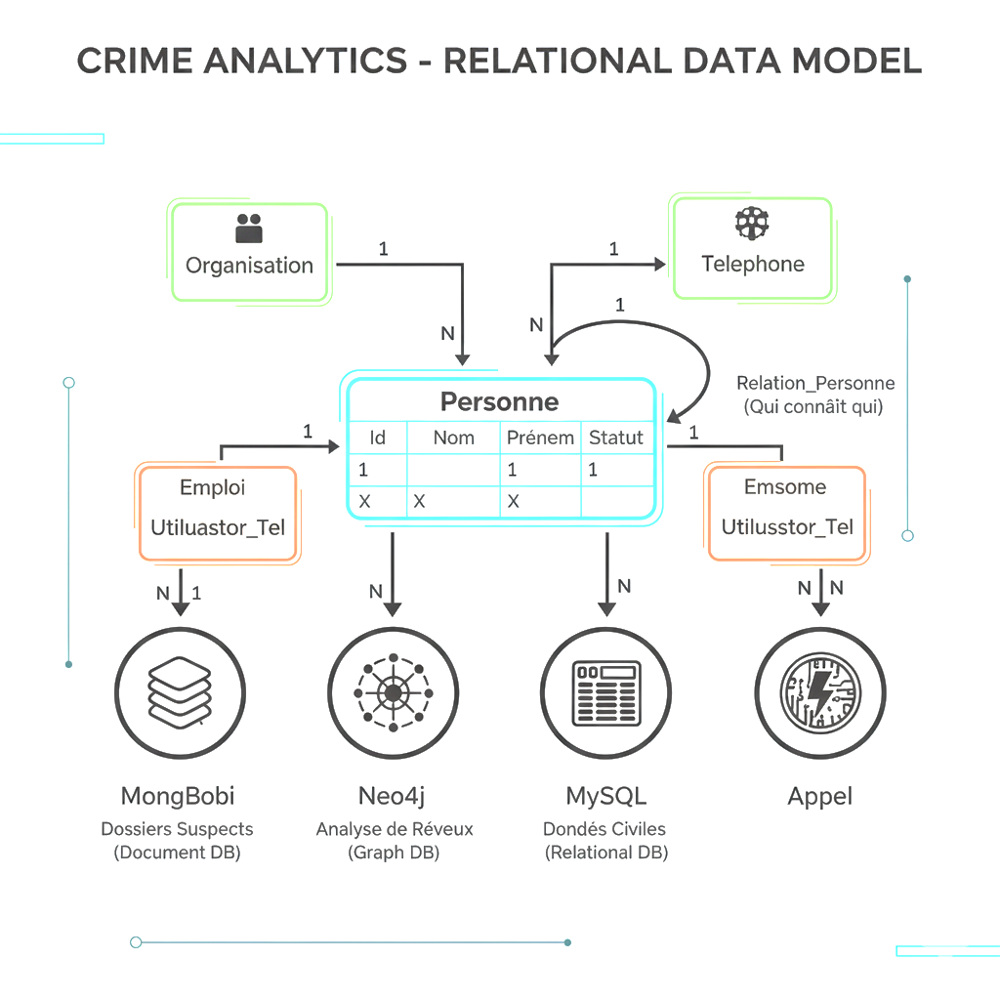 CRIME ANALYTICS - RELATIONAL DATA MODEL
Organisation
1
N
1
N
Telephone
1
Relation_Personne
(Qui connâit qui)
Personne
Id Nom Prénem Statut
1 1 1
X X X
1
Emploi
Utiluastor_Tel
1
Emsome
Utilusstor_Tel
N 1
N
N
N N
MongBobi
Dossiers Suspects
(Document DB)
Neo4j
Analyse de Réveux
(Graph DB)
MySQL
Dondés Civiles
(Relational DB)
Appel